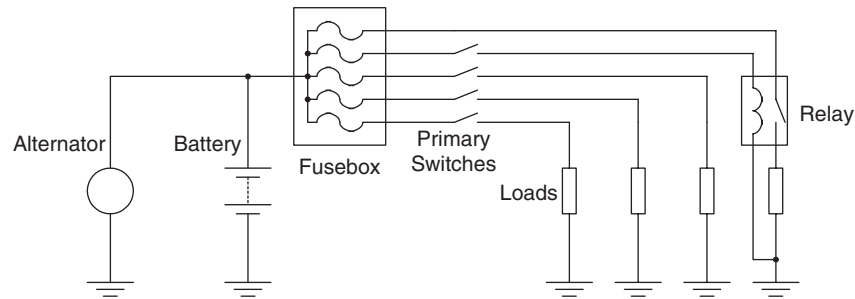 Alternator
Battery
Fusebox
Primary
Switches
Loads
Relay